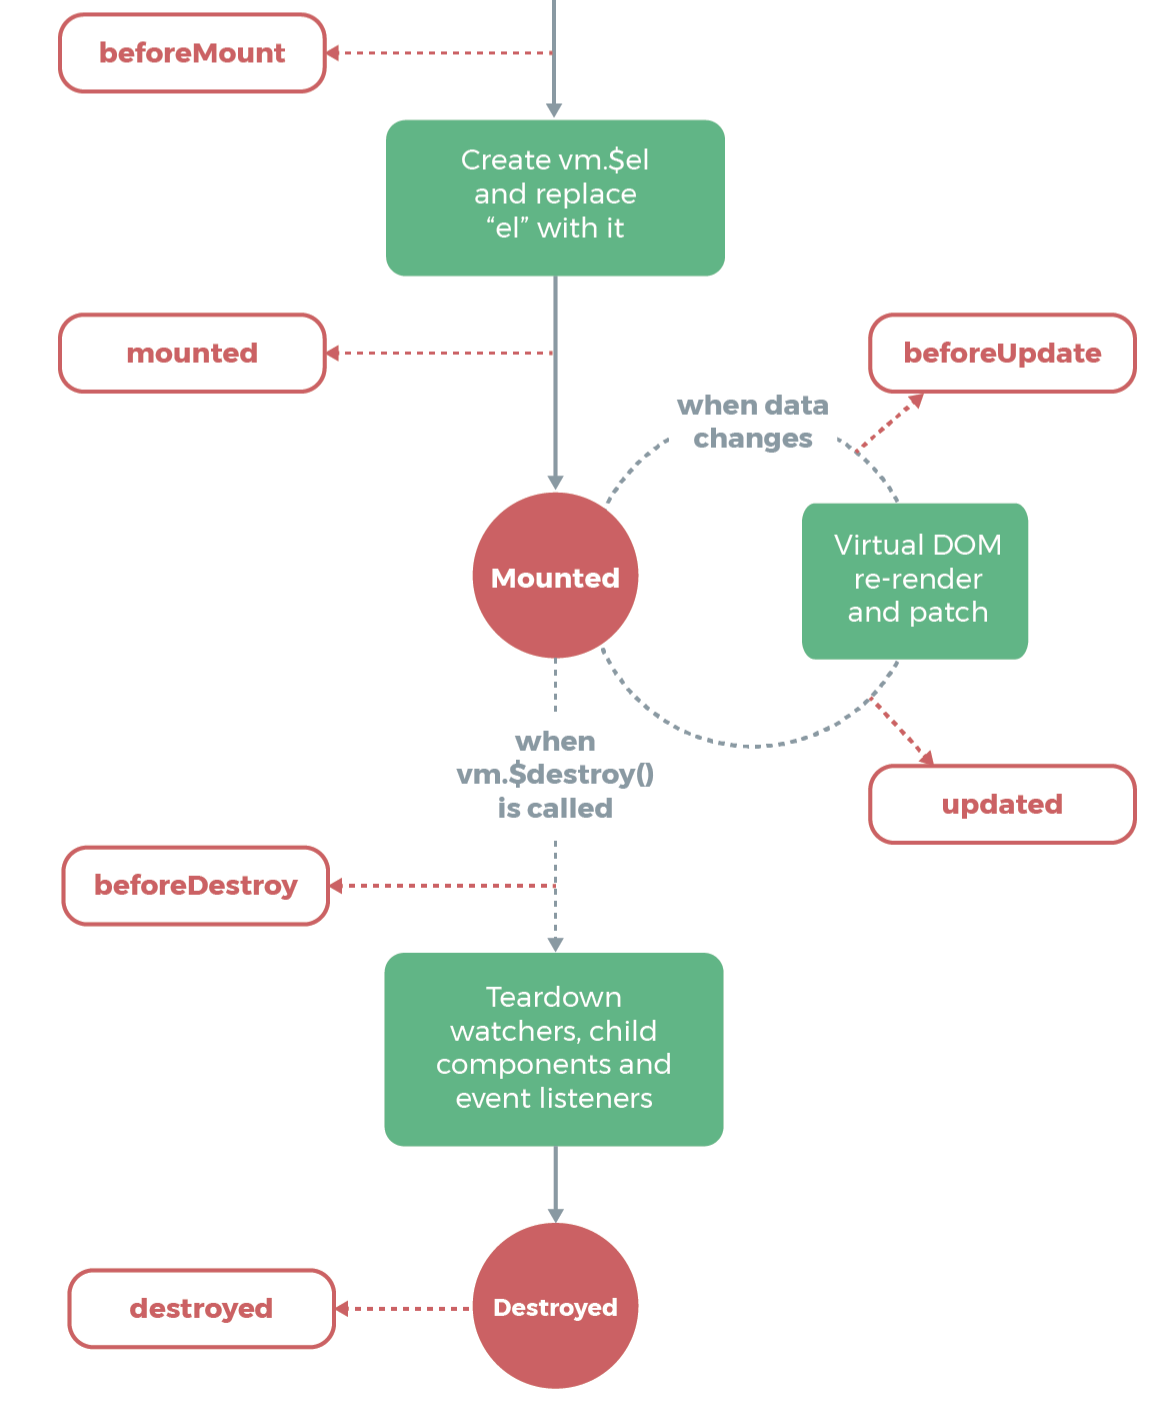 beforeMount
Create vm.$el
and replace
“el” with it
mounted
beforeUpdate
when data
changes
Virtual DOM
re-render
and patch
Mounted
when
vm.$destroy()
is called
updated
beforeDestroy
Teardown
watchers, child
components and
event listeners
destroyed
Destroyed